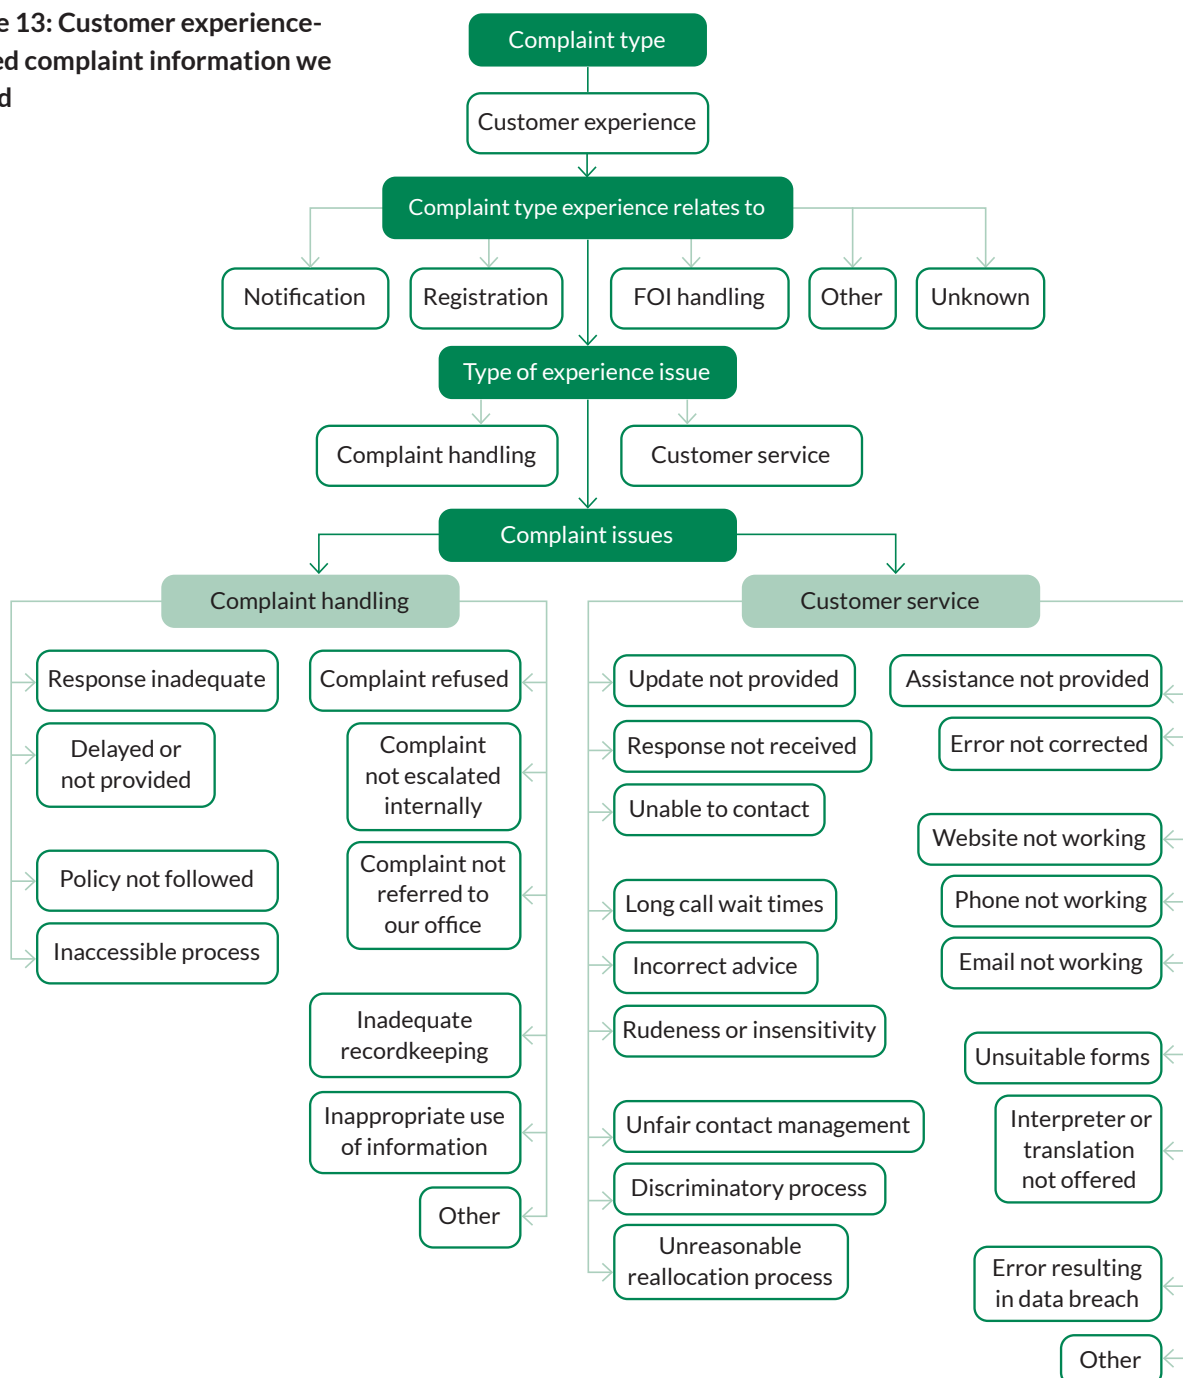 e 13: Customer experience-
ed complaint information we
d
Complaint type
Customer experience
Complaint type experience relates to
Notification
Registration
FOI handling
Other
Unknown
Type of experience issue
Complaint handling
Customer service
Complaint issues
Complaint handling
Response inadequate
Delayed or
not provided
Policy not followed
Inaccessible process
Complaint refused
Complaint
not escalated
internally
Complaint not
referred to
our office
Inadequate
recordkeeping
Inappropriate use
of information
Other
Customer service
Update not provided
Response not received
Unable to contact
Long call wait times
Incorrect advice
Rudeness or insensitivity
Unfair contact management
Discriminatory process
Unreasonable
reallocation process
Assistance not provided
Error not corrected
Website not working
Phone not working
Email not working
Unsuitable forms
Interpreter or
translation
not offered
Error resulting
in data breach
Other